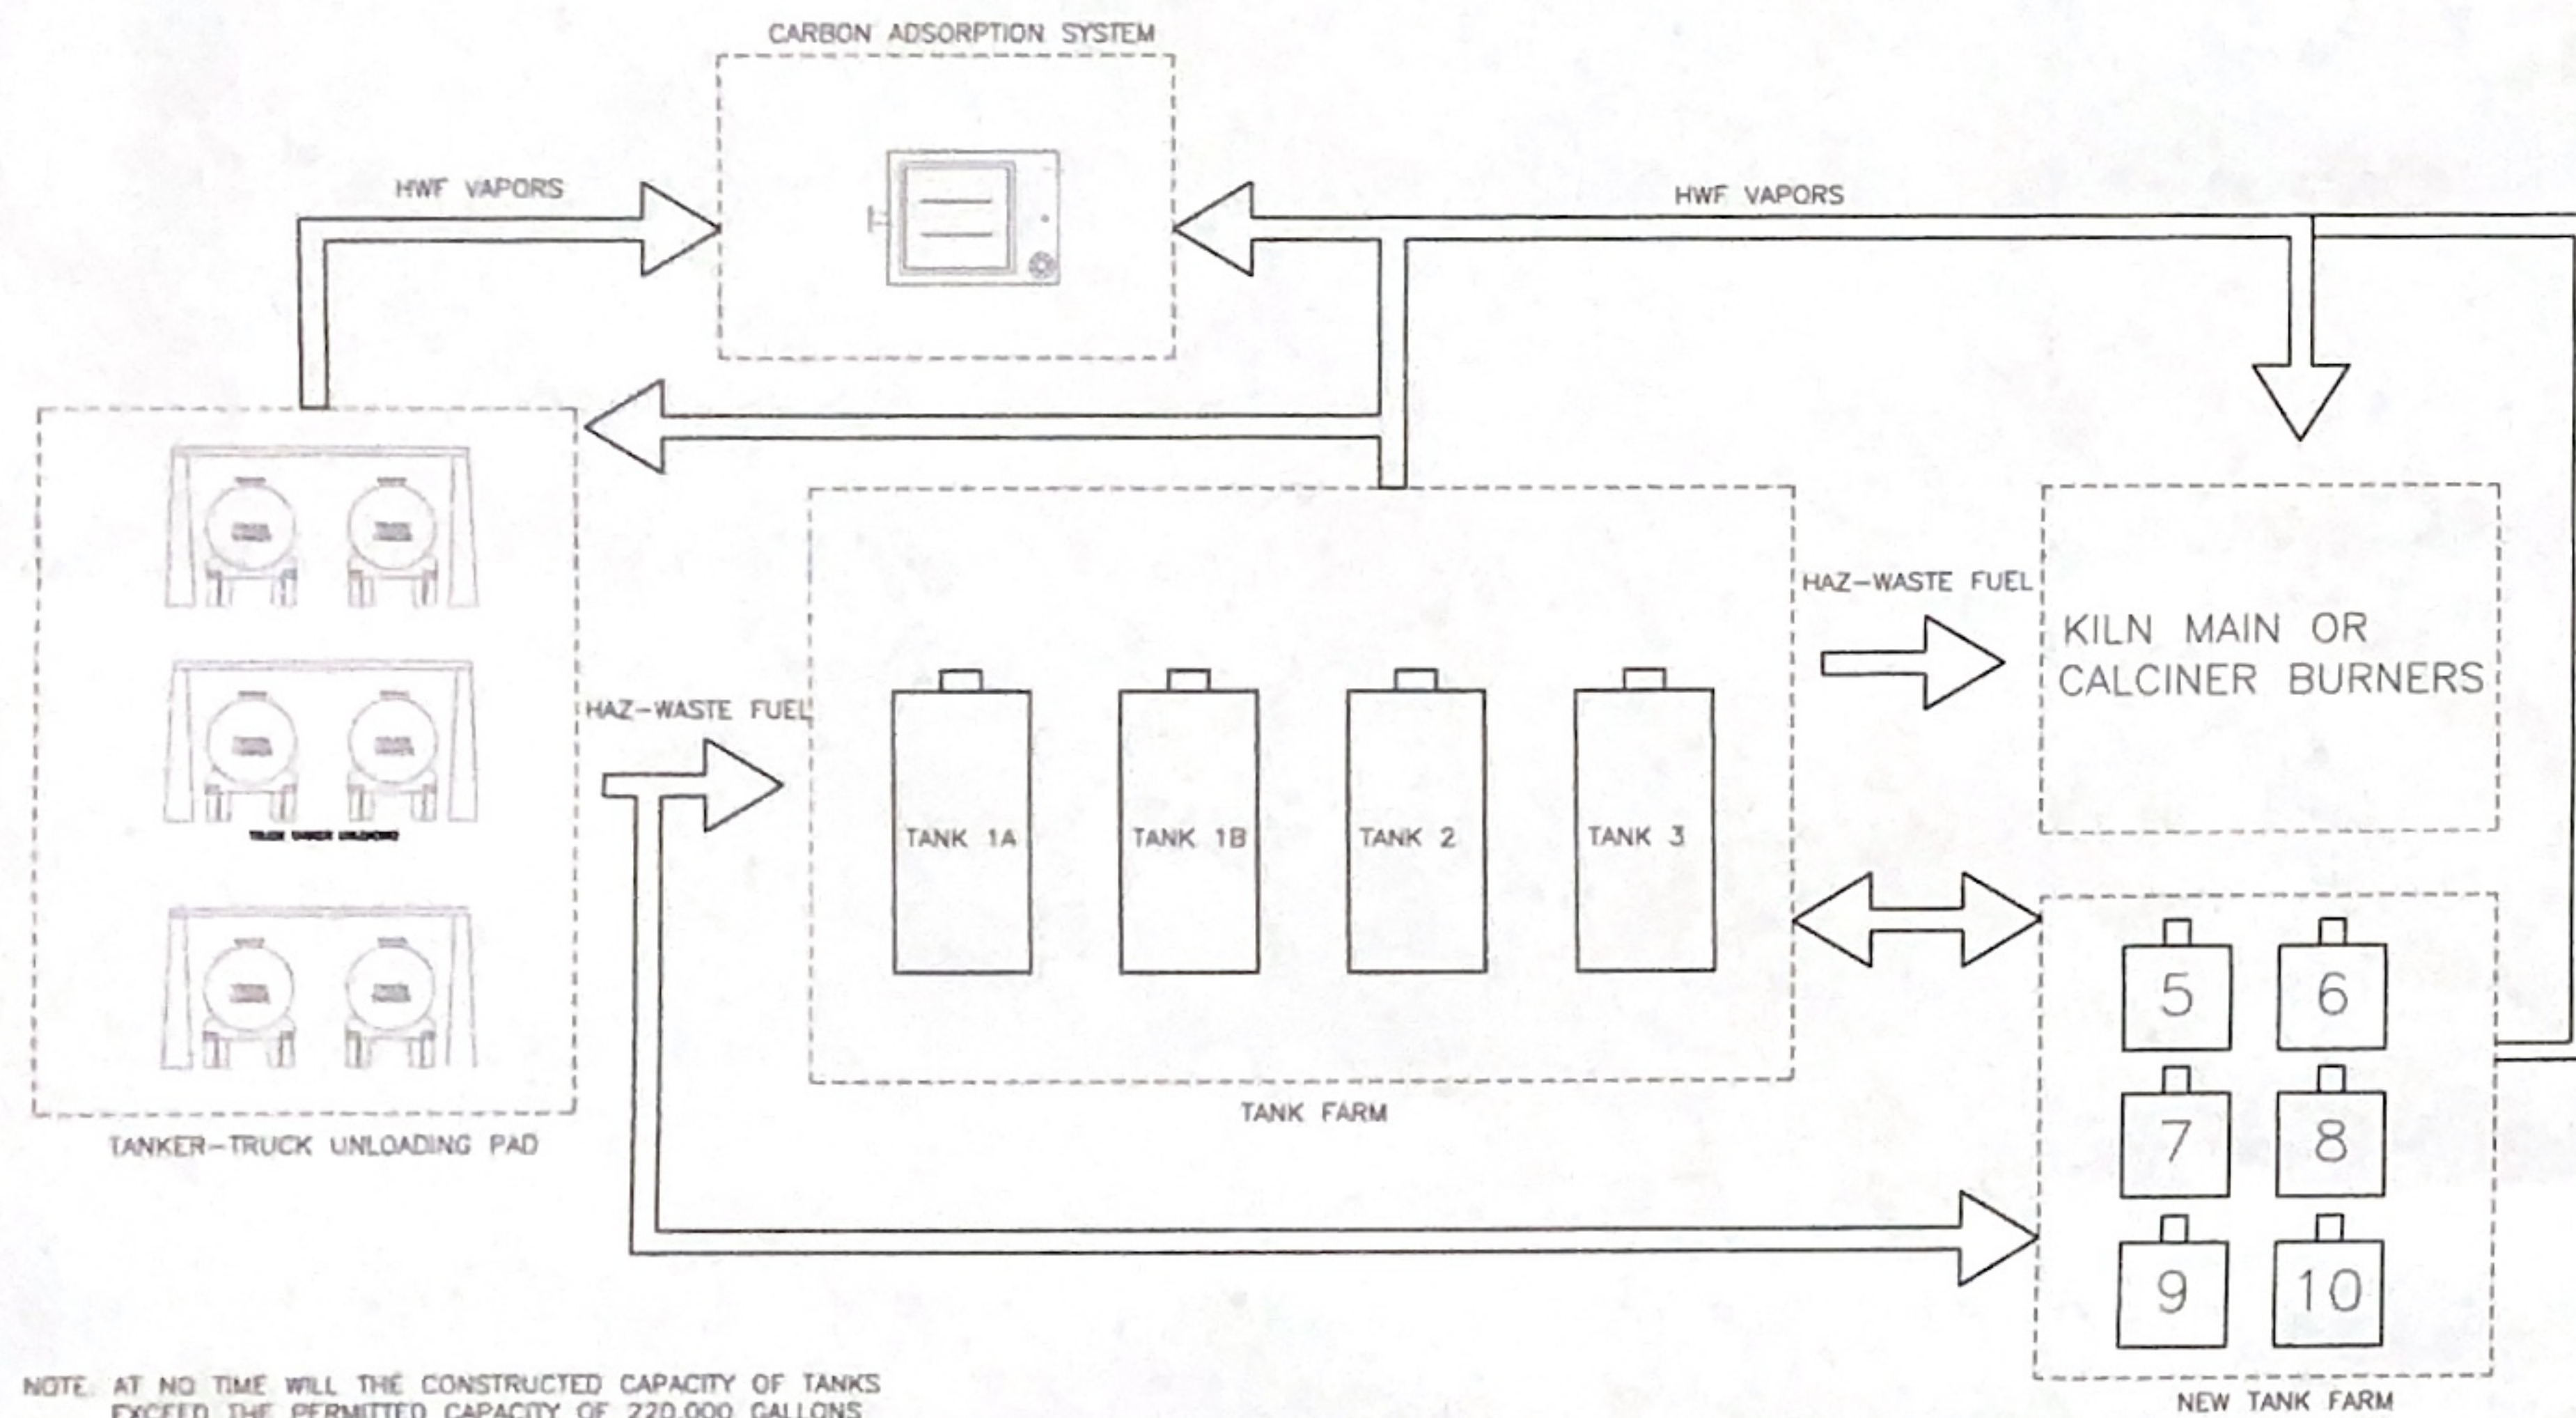 CARBON ADSORPTION SYSTEM
HWF VAPORS
HWF VAPORS
HAZ-WASTE FUEL
KILN MAIN OR
CALCINER BURNERS
HAZ-WASTE FUEL
TANK 1A
TANK 1B
TANK 2
TANK 3
TRUCK TANKER UNLOADING
5
6
7
8
9
10
TANK FARM
TANKER-TRUCK UNLOADING PAD
NEW TANK FARM
NOTE: AT NO TIME WILL THE CONSTRUCTED CAPACITY OF TANKS
EXCEED THE PERMITTED CAPACITY OF 220,000 GALLONS